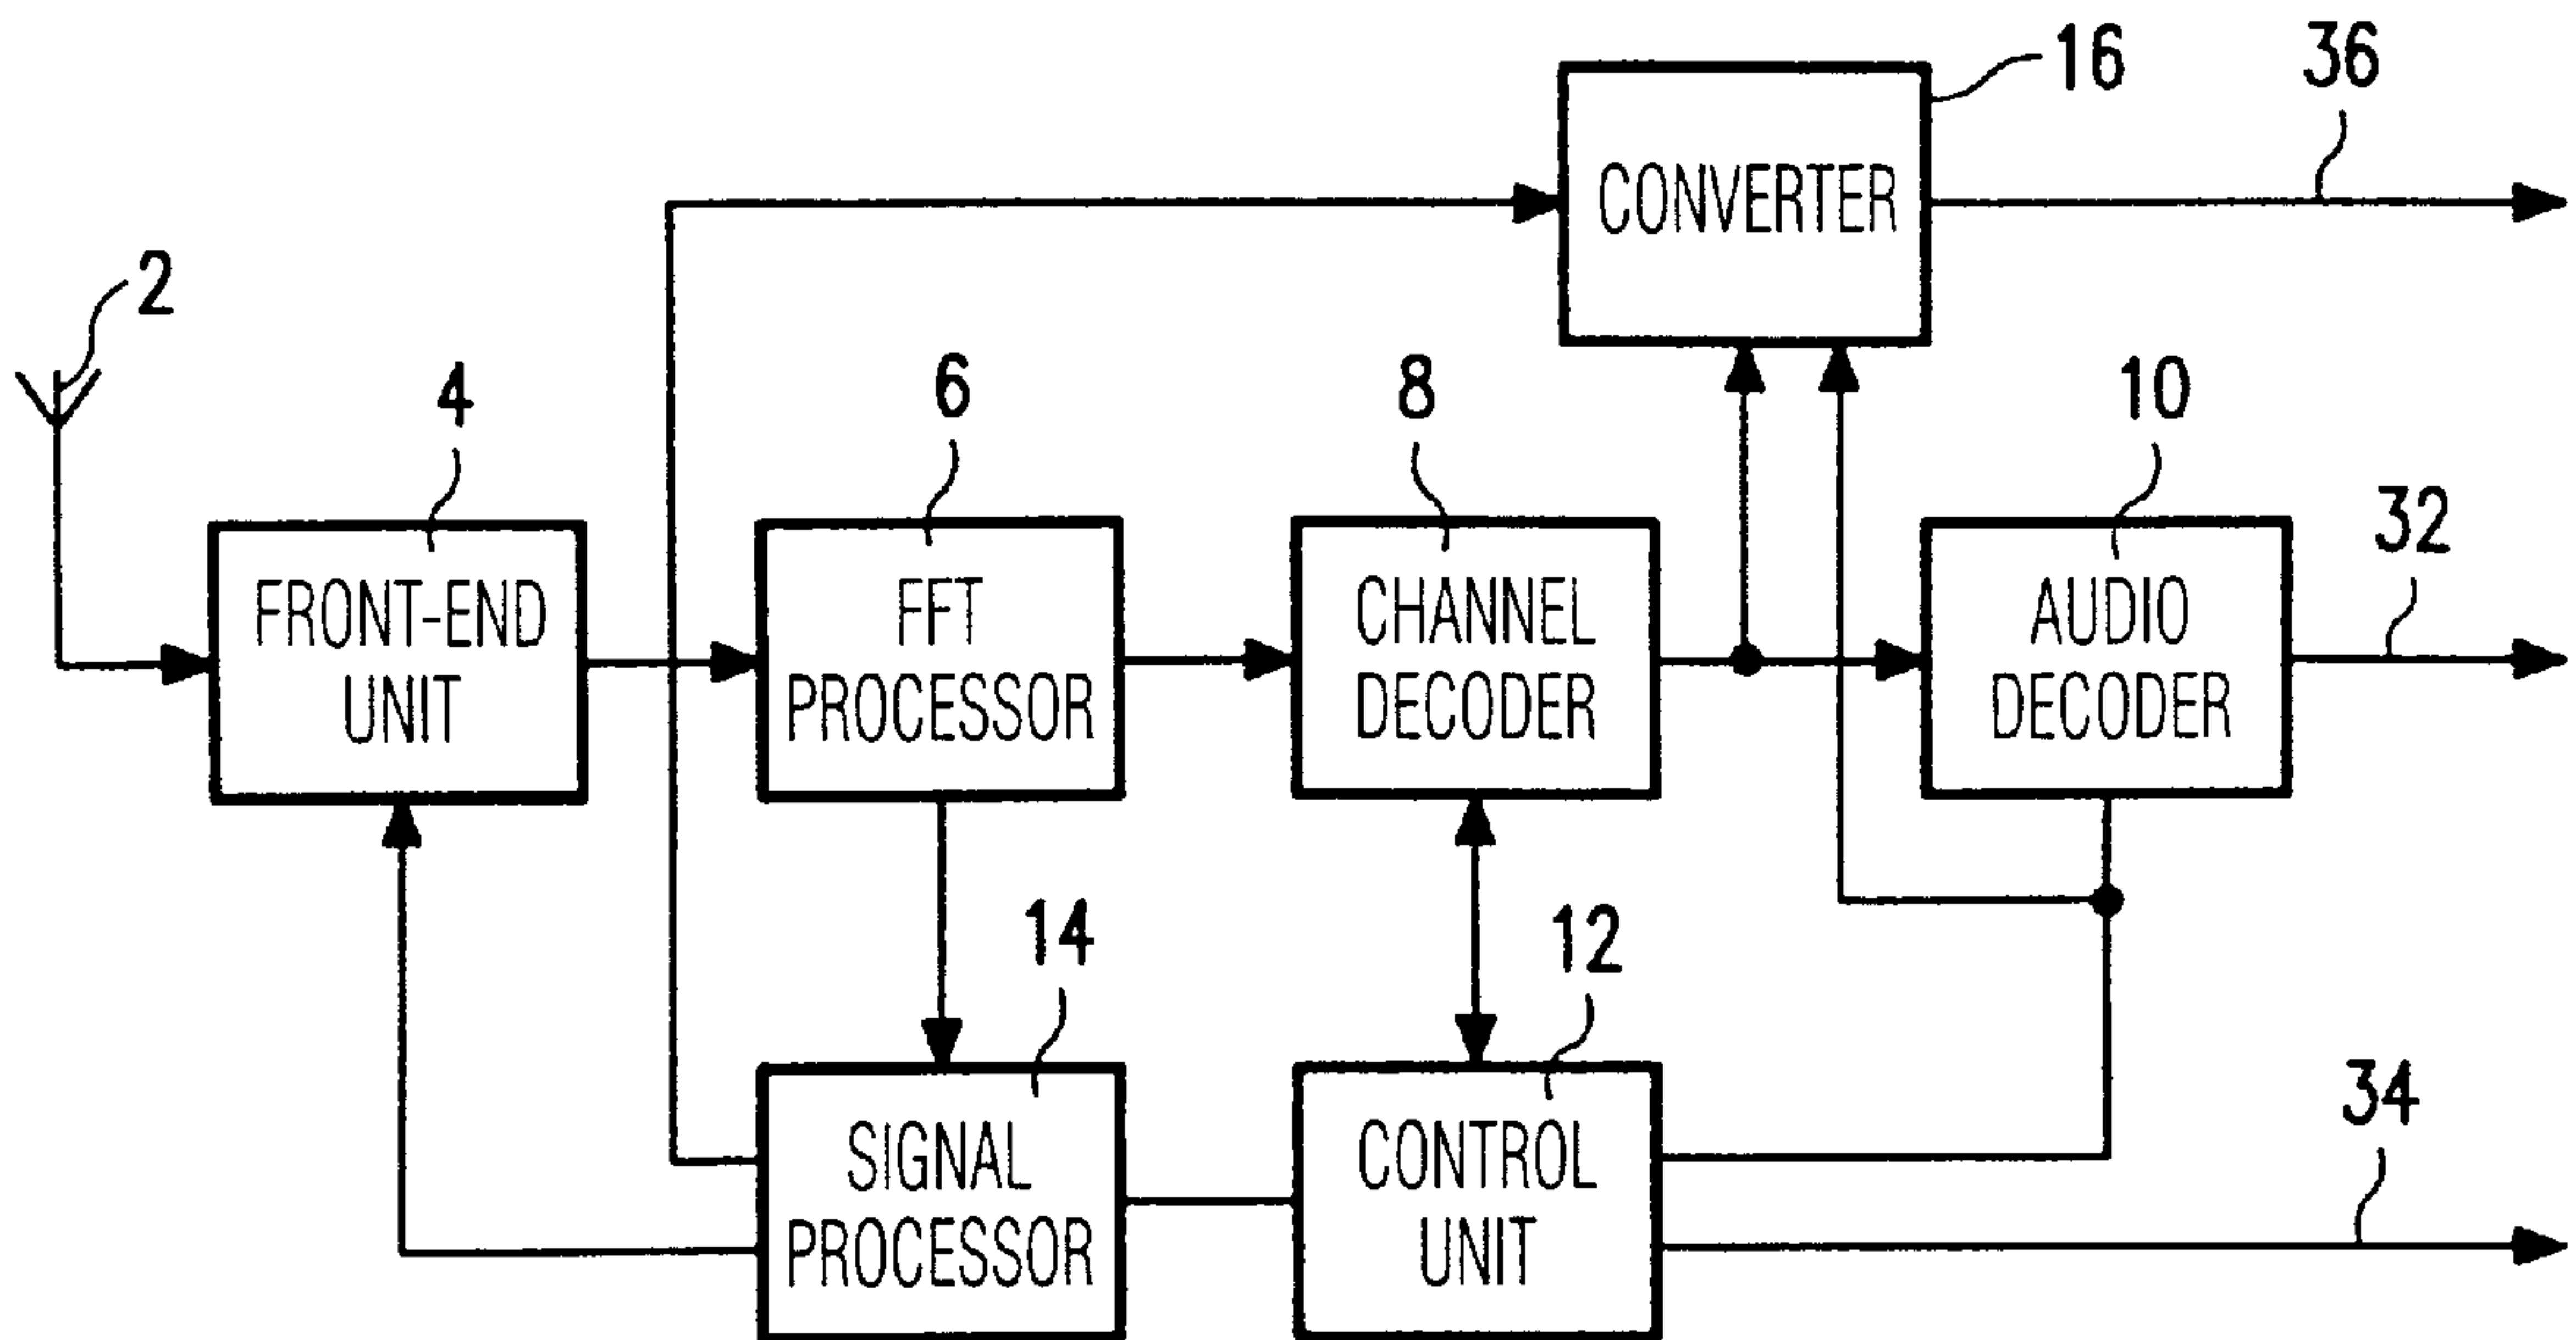 16
36
CONVERTER
2
4
6
8
10
32
FRONT-END
UNIT
FFT
PROCESSOR
CHANNEL
DECODER
AUDIO
DECODER
14
12
34
SIGNAL
PROCESSOR
CONTROL
UNIT